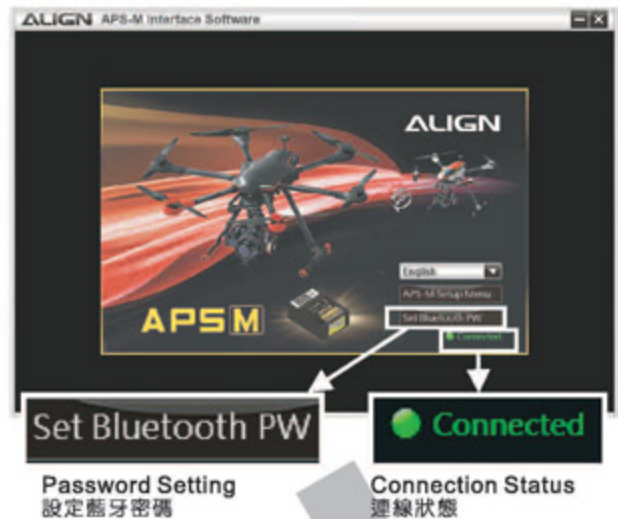 ALIGN APS-M Interface Software
ALIGN
English
APS-M Setup Menu
APSM
Set Bluetooth PW
Connected
Set Bluetooth PW
Connected
Password Setting
設定藍牙密碼
Connection Status
連線狀態